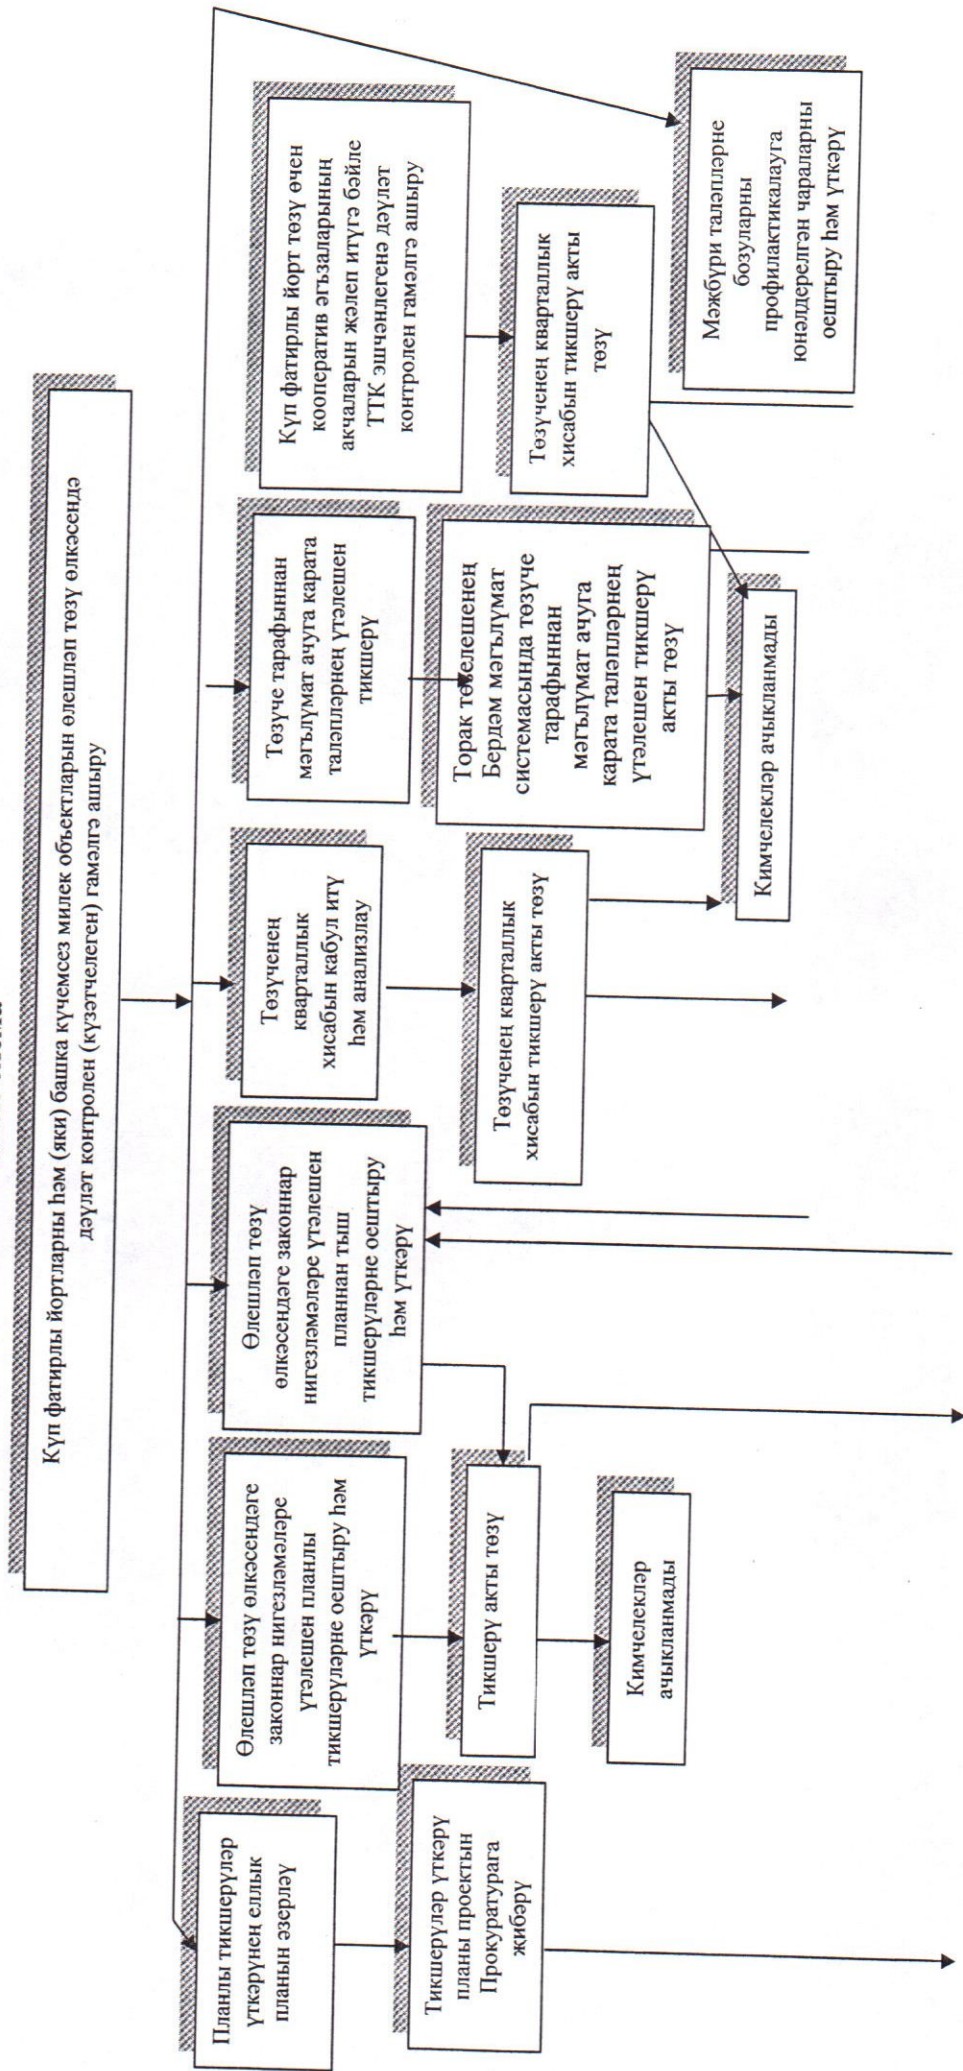 Күп фатирлы йортларны һәм (яки) башка күчемсез милек объектларын өлешләп төзү өлкәсендә
дәүләт контролен (күзәтчелеген) гамәлгә ашыру
Планлы тикшерүләр
үткәрүнең еллык
планын әзерләү
Өлешләп төзү өлкәсендәге
законнар нигезләмәләре
үтәлешен планлы
тикшерүләрне оештыру һәм
үткәрү
Өлешләп төзү
өлкәсендәге законнар
нигезләмәләре үтәлешен
планнан тыш
тикшерүләрне оештыру
һәм үткәрү
Төзүченең
кварталлык
хисабын кабул итү
һәм анализлау
Төзүче тарафыннан
мәгълүмат ачуга карата
таләпләрнең үтәлешен
тикшерү
Күп фатирлы йорт төзү өчен
кооператив әгъзаларының
акчаларын җәлеп итүгә бәйле
ТТК эшчәнлегенә дәүләт
контролен гамәлгә ашыру
Тикшерүләр үткәрү
планы проектын
Прокуратурага
җибәрү
Тикшерү акты төзү
Төзүченең кварталлык
хисабын тикшерү акты төзү
Торак төзелешенең
Бердәм мәгълүмат
системасында төзүче
тарафыннан
мәгълүмат ачуга
карата таләпләрнең
үтәлешен тикшерү
акты төзү
Төзүченең кварталлык
хисабын тикшерү акты
төзү
Кимчелекләр
ачыкланмады
Кимчелекләр ачыкланмады
Мәҗбүри таләпләрне
бозуларны
профилактикалауга
юнәлдерелгән чараларны
оештыру һәм үткәрү